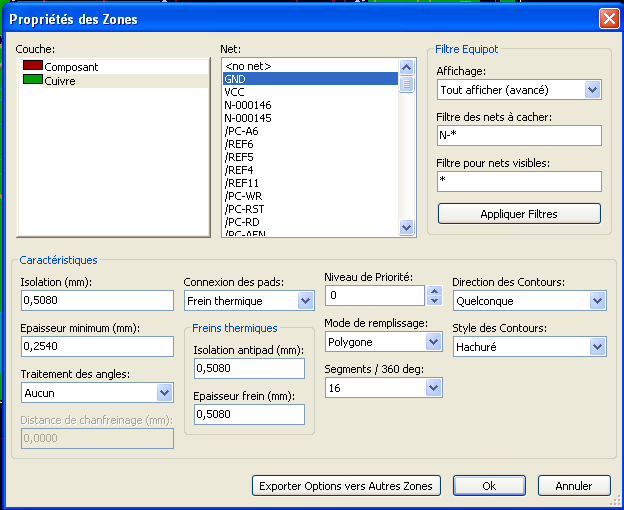 Propriétés des Zones
Couche:
Composant
Cuivre
Net:
<no net>
GND
VCC
N-000146
N-000145
/PC-A6
/REF6
/REF5
/REF4
/REF11
/PC-WR
/PC-RST
/PC-RD
/PC-AEN
Filtre Equipot
Affichage:
Tout afficher (avancé)
Filtre des nets à cacher:
N-*
Filtre pour nets visibles:
*
Appliquer Filtres
Caractéristiques
Isolation (mm):
0,5080
Epaisseur minimum (mm):
0,2540
Traitement des angles:
Aucun
Distance de chanfreinage (mm):
0,0000
Connexion des pads:
Frein thermique
Freins thermiques
Isolation antipad (mm):
0,5080
Epaisseur frein (mm):
0,5080
Niveau de Priorité:
0
Mode de remplissage:
Polygone
Segments / 360 deg:
16
Direction des Contours:
Quelconque
Style des Contours:
Hachuré
Exporter Options vers Autres Zones
Ok
Annuler